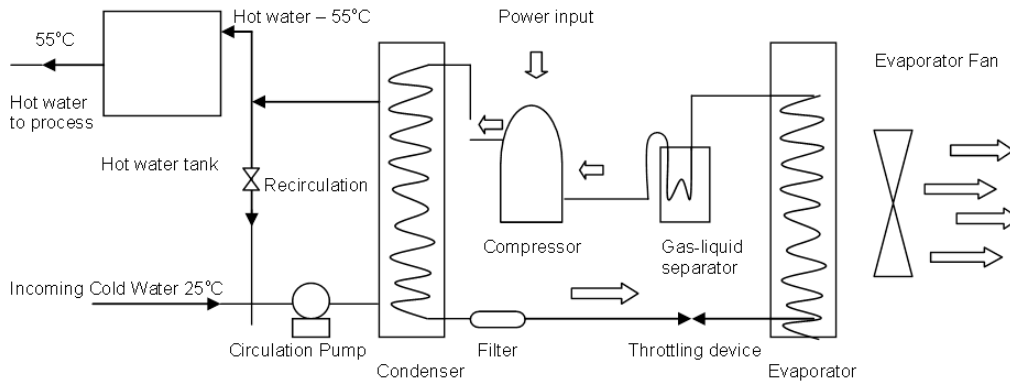 Hot water – 55°C
Power input
55°C
Evaporator Fan
Hot water
to process
Hot water tank
Recirculation
Compressor
Gas-liquid
separator
Incoming Cold Water 25°C
Circulation Pump
Condenser
Filter
Throttling device
Evaporator